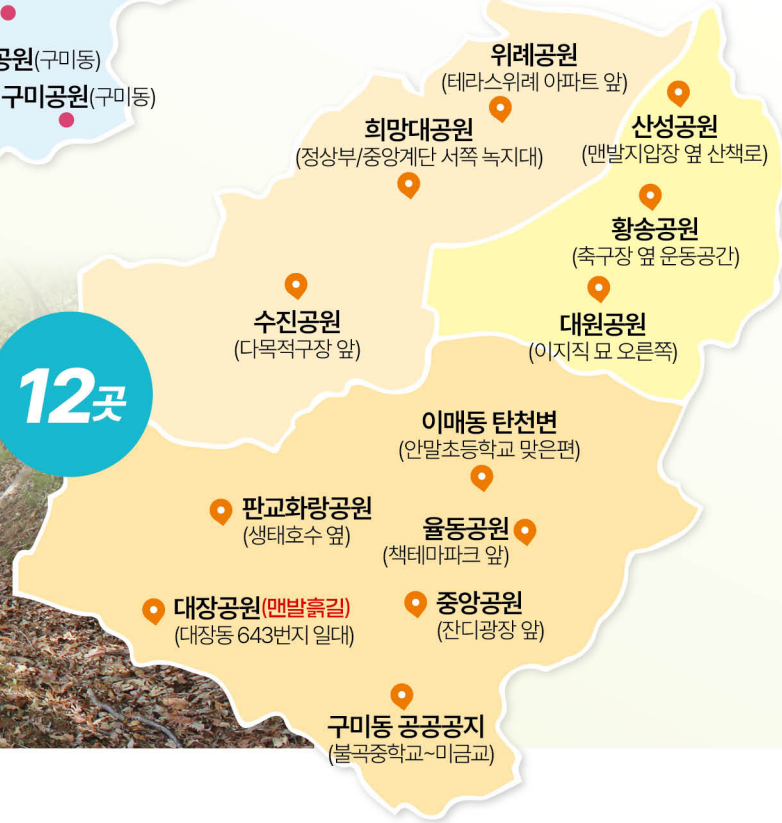 공원(구미동)
구미공원(구미동)
위례공원
(테라스위례 아파트 앞)
희망대공원
(정상부/중앙계단 서쪽 녹지대)
산성공원
(맨발지압장 옆 산책로)
황송공원
(축구장 옆 운동공간)
수진공원
(다목적구장 앞)
대원공원
(이지직 묘 오른쪽)
12곳
이매동 탄천변
(안말초등학교 맞은편)
판교화랑공원
(생태호수 옆)
율동공원
(책테마파크 앞)
대장공원(맨발흙길)
(대장동 643번지 일대)
중앙공원
(잔디광장 앞)
구미동 공공공지
(불곡중학교~미금교)